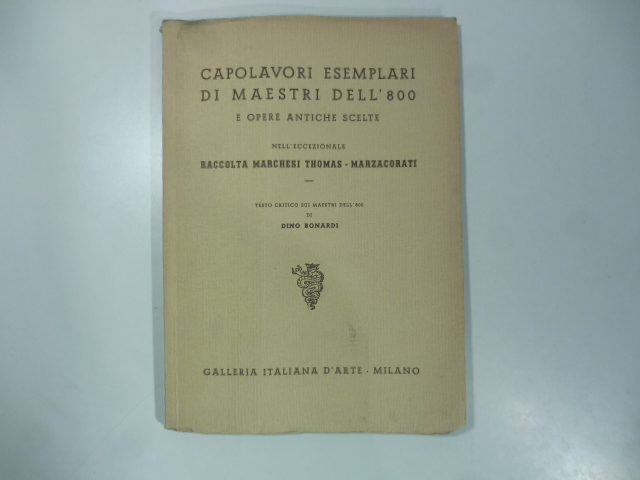 CAPOLAVORI ESEMPLARI
DI MAESTRI DELL'800
E OPERE ANTICHE SCELTE
NELL'ECCEZIONALE
RACCOLTA MARCHESI THOMAS - MARZACORATI
TESTO CRITICO SUI MAESTRI DELL'800
DI
DINO BONARDI
GALLERIA ITALIANA D'ARTE - MILANO